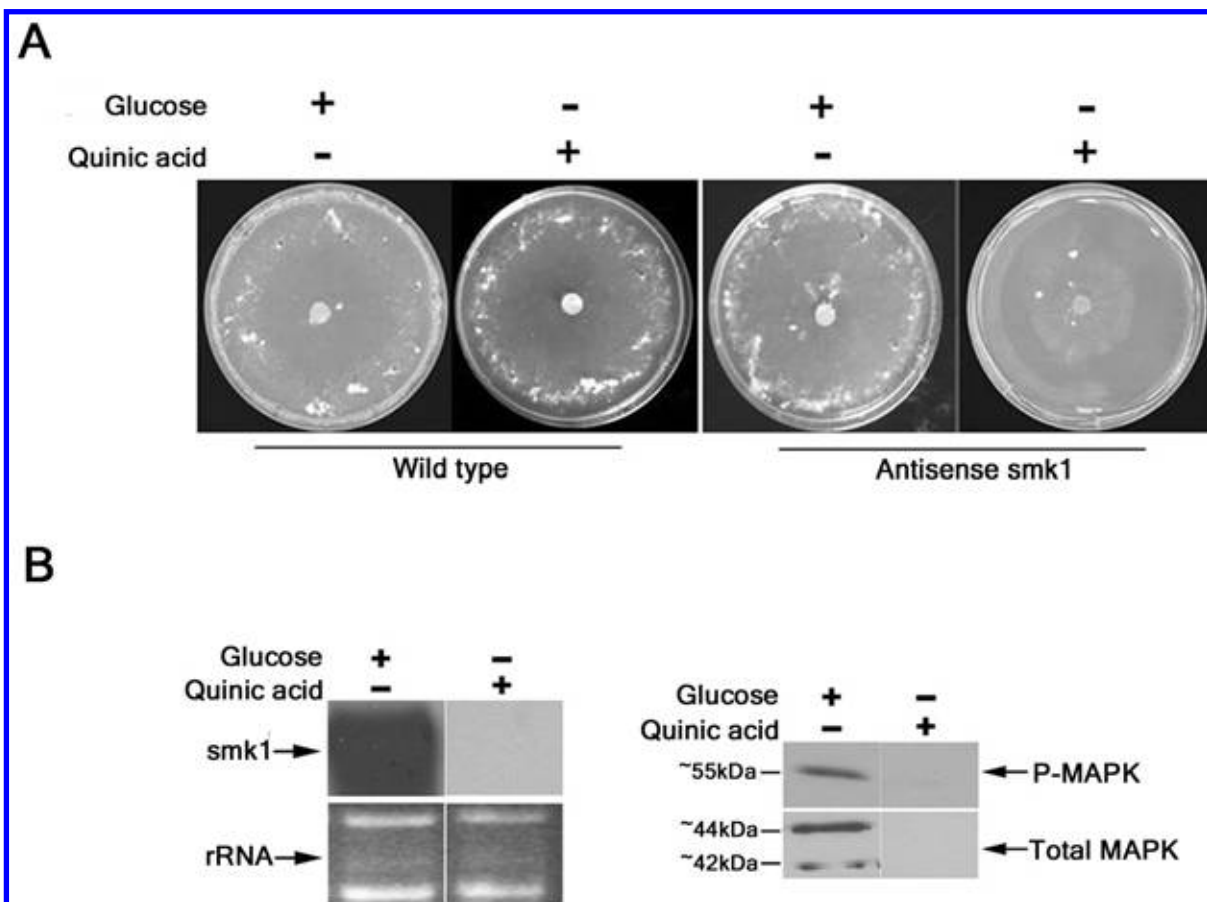 A
Glucose + - + -
Quinic acid - + - +
Wild type Antisense smk1
B
Glucose + -
Quinic acid - +
smk1
rRNA
Glucose + -
Quinic acid - +
~55kDa P-MAPK
~44kDa
~42kDa Total MAPK